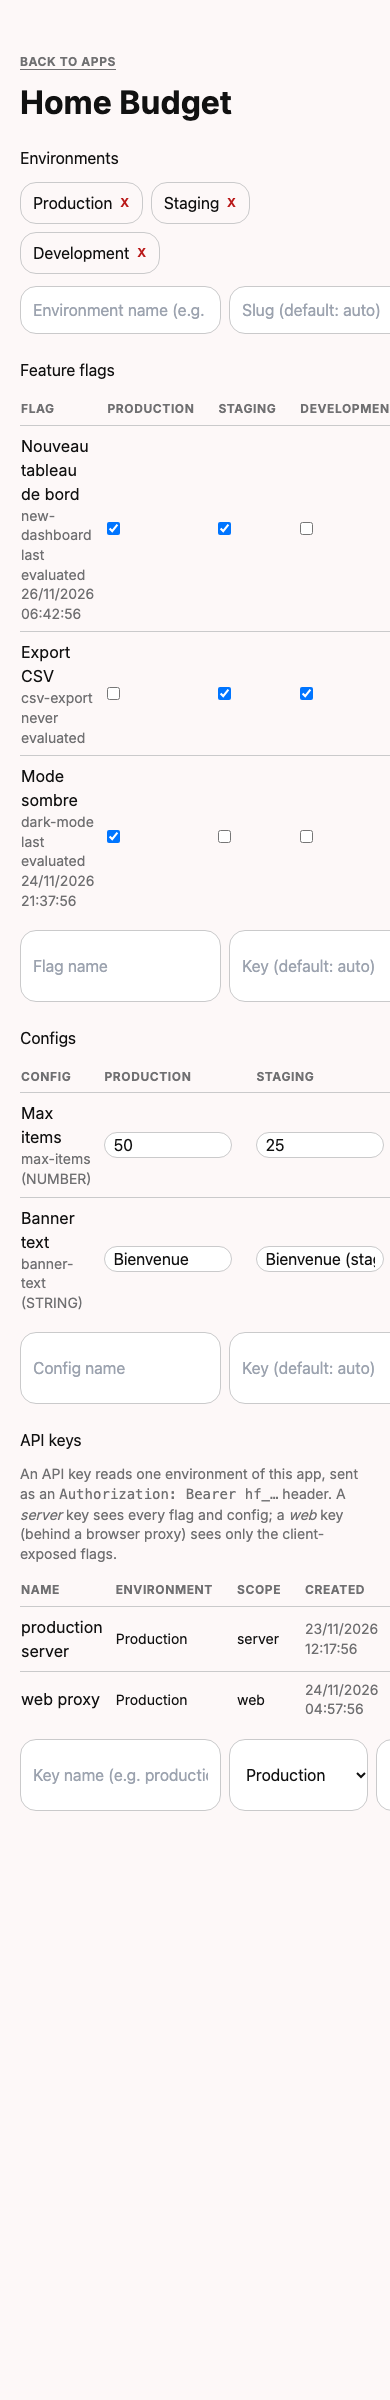 BACK TO APPS
Home Budget
Environments
Production x Staging x
Development x
Environment name (e.g. Slug (default: auto)
Feature flags
FLAG PRODUCTION STAGING DEVELOPMEN
Nouveau
tableau
de bord
new-
dashboard
last
evaluated
26/11/2026
06:42:56
Export
CSV
csv-export
never
evaluated
Mode
sombre
dark-mode
last
evaluated
24/11/2026
21:37:56
Flag name Key (default: auto)
Configs
CONFIG PRODUCTION STAGING
Max
items
max-items
(NUMBER)
50 25
Banner
text
banner-
text
(STRING)
Bienvenue Bienvenue (stag
Config name Key (default: auto)
API keys
An API key reads one environment of this app, sent
as an Authorization: Bearer hf_… header. A
server key sees every flag and config; a web key
(behind a browser proxy) sees only the client-
exposed flags.
NAME ENVIRONMENT SCOPE CREATED
production
server
Production server 23/11/2026
12:17:56
web proxy Production web 24/11/2026
04:57:56
Key name (e.g. productio Production